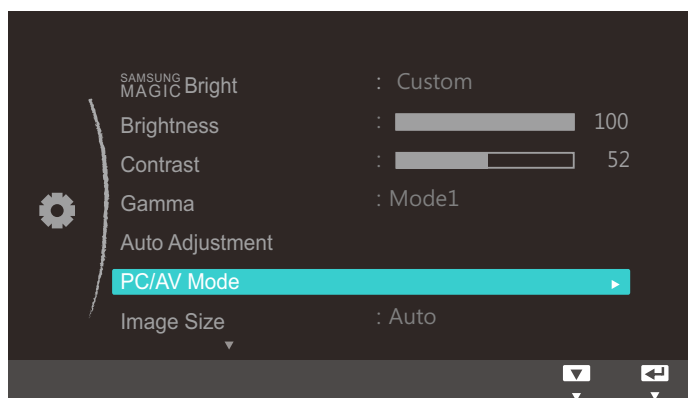 SAMSUNG
MAGIC Bright : Custom
Brightness : 100
Contrast : 52
Gamma : Mode1
Auto Adjustment
PC/AV Mode
Image Size : Auto